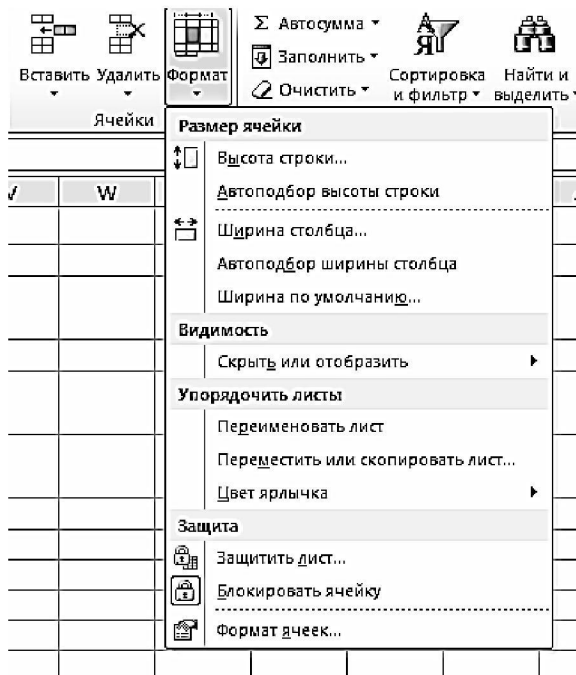 Σ Автосумма
Заполнить
Очистить
Вставить Удалить Формат
Сортировка и фильтр
Найти и выделить
Ячейки
V W
Размер ячейки
Высота строки...
Автоподбор высоты строки
Ширина столбца...
Автоподбор ширины столбца
Ширина по умолчанию...
Видимость
Скрыть или отобразить
Упорядочить листы
Переименовать лист
Переместить или скопировать лист...
Цвет ярлычка
Защита
Защитить лист...
Блокировать ячейку
Формат ячеек...